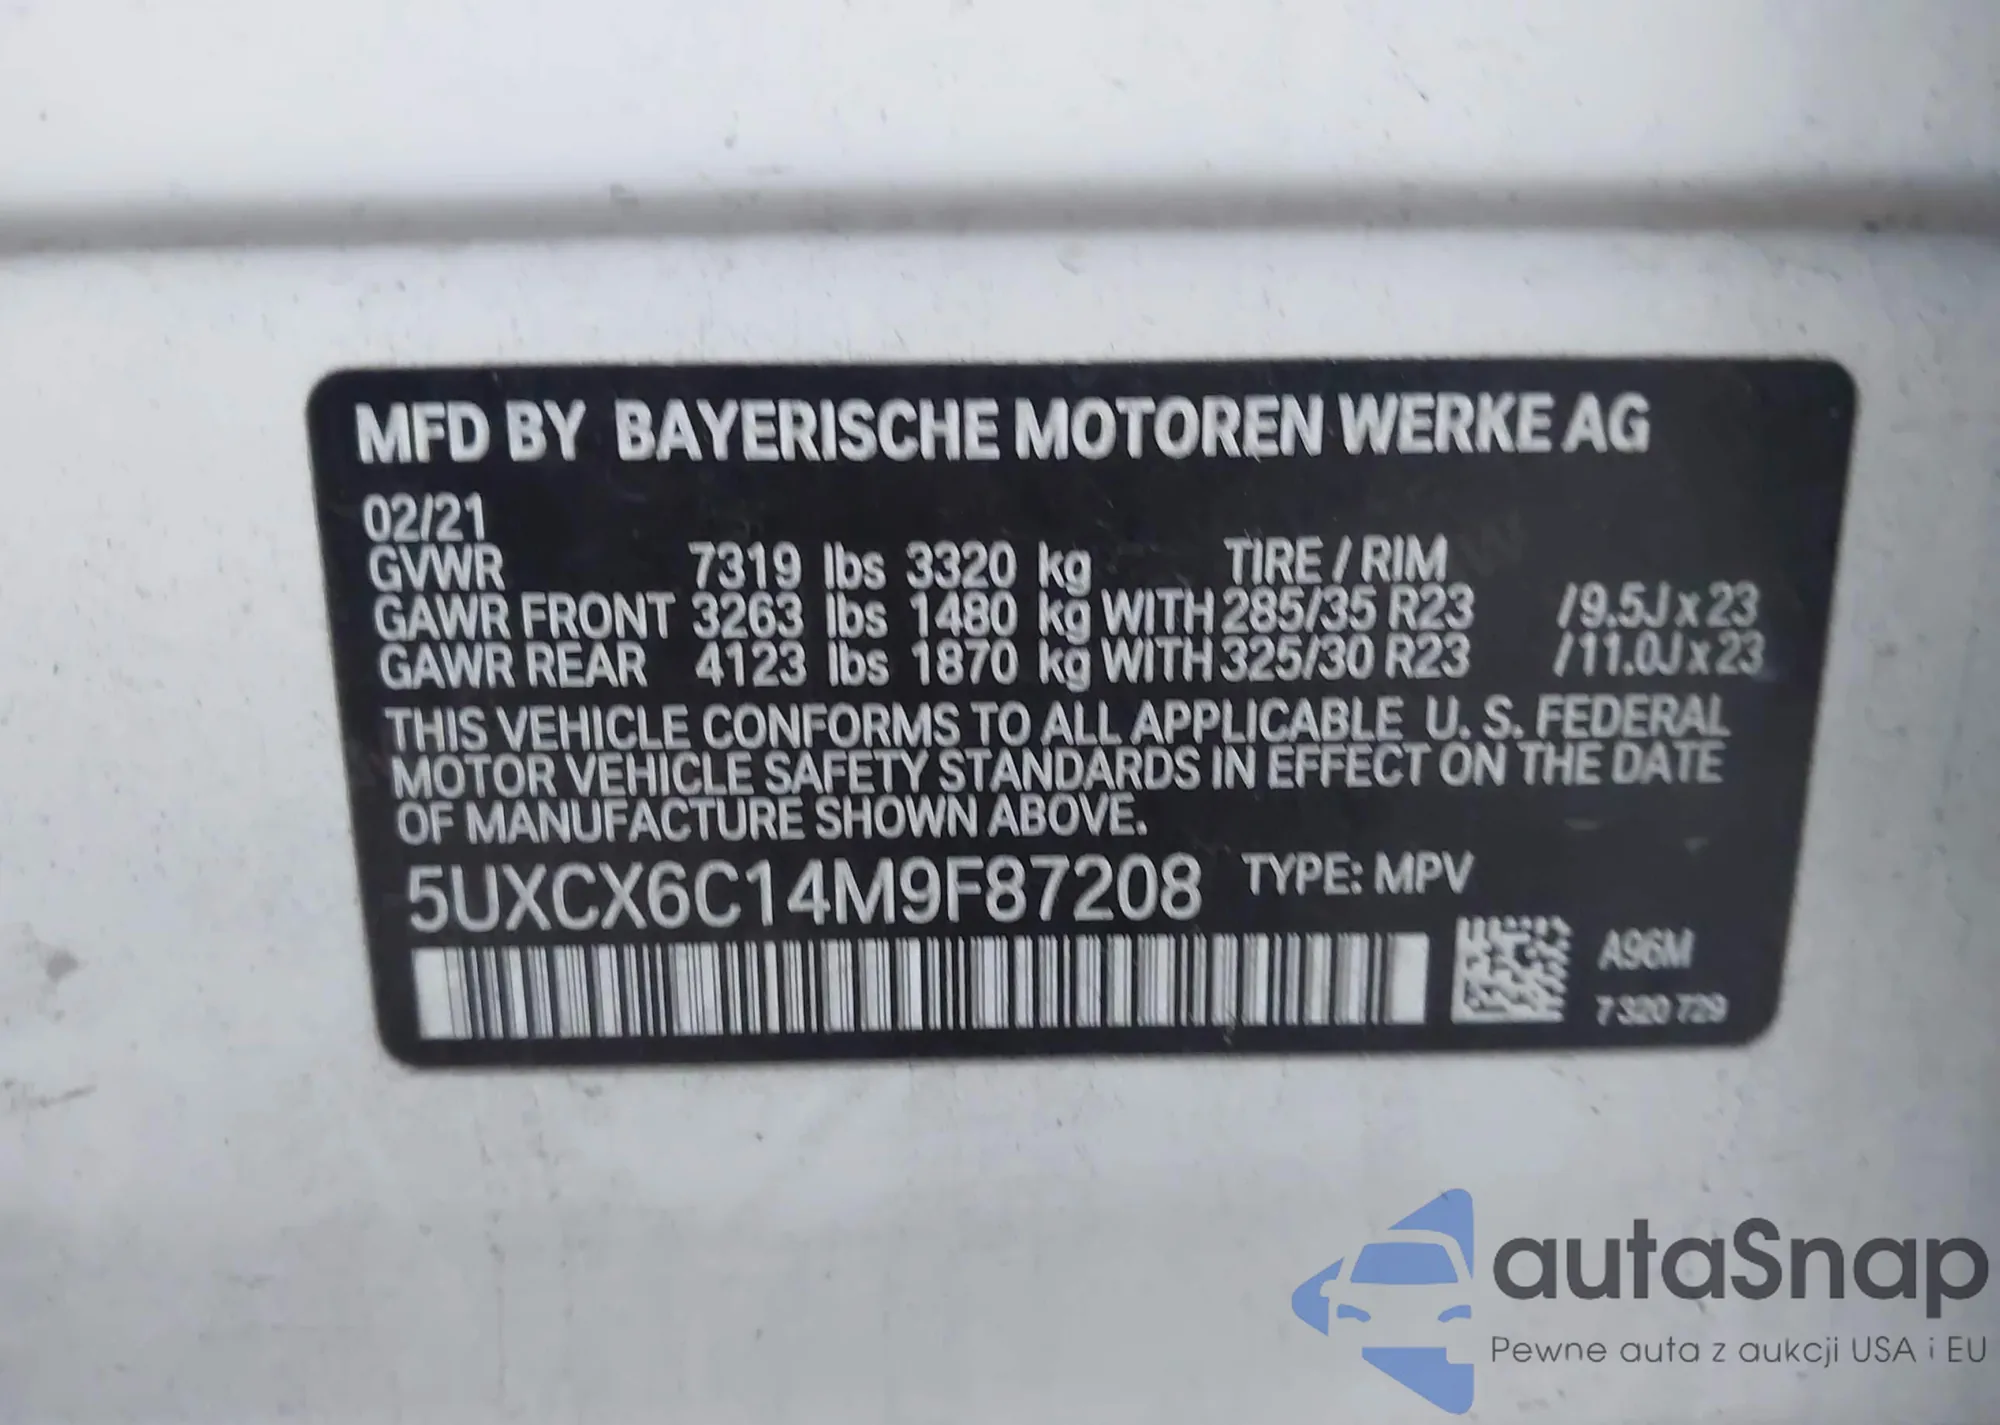 MFD BY BAYERISCHE MOTOREN WERKE AG
02/21
GVWR 7319 lbs 3320 kg TIRE / RIM
GAWR FRONT 3263 lbs 1480 kg WITH 285/35 R23 /9.5J x 23
GAWR REAR 4123 lbs 1870 kg WITH 325/30 R23 /11.0J x 23
THIS VEHICLE CONFORMS TO ALL APPLICABLE U. S. FEDERAL
MOTOR VEHICLE SAFETY STANDARDS IN EFFECT ON THE DATE
OF MANUFACTURE SHOWN ABOVE.
5UXCX6C14M9F87208 TYPE: MPV
A96M
7 320 729
autaSnap
Pewne auta z aukcji USA i EU